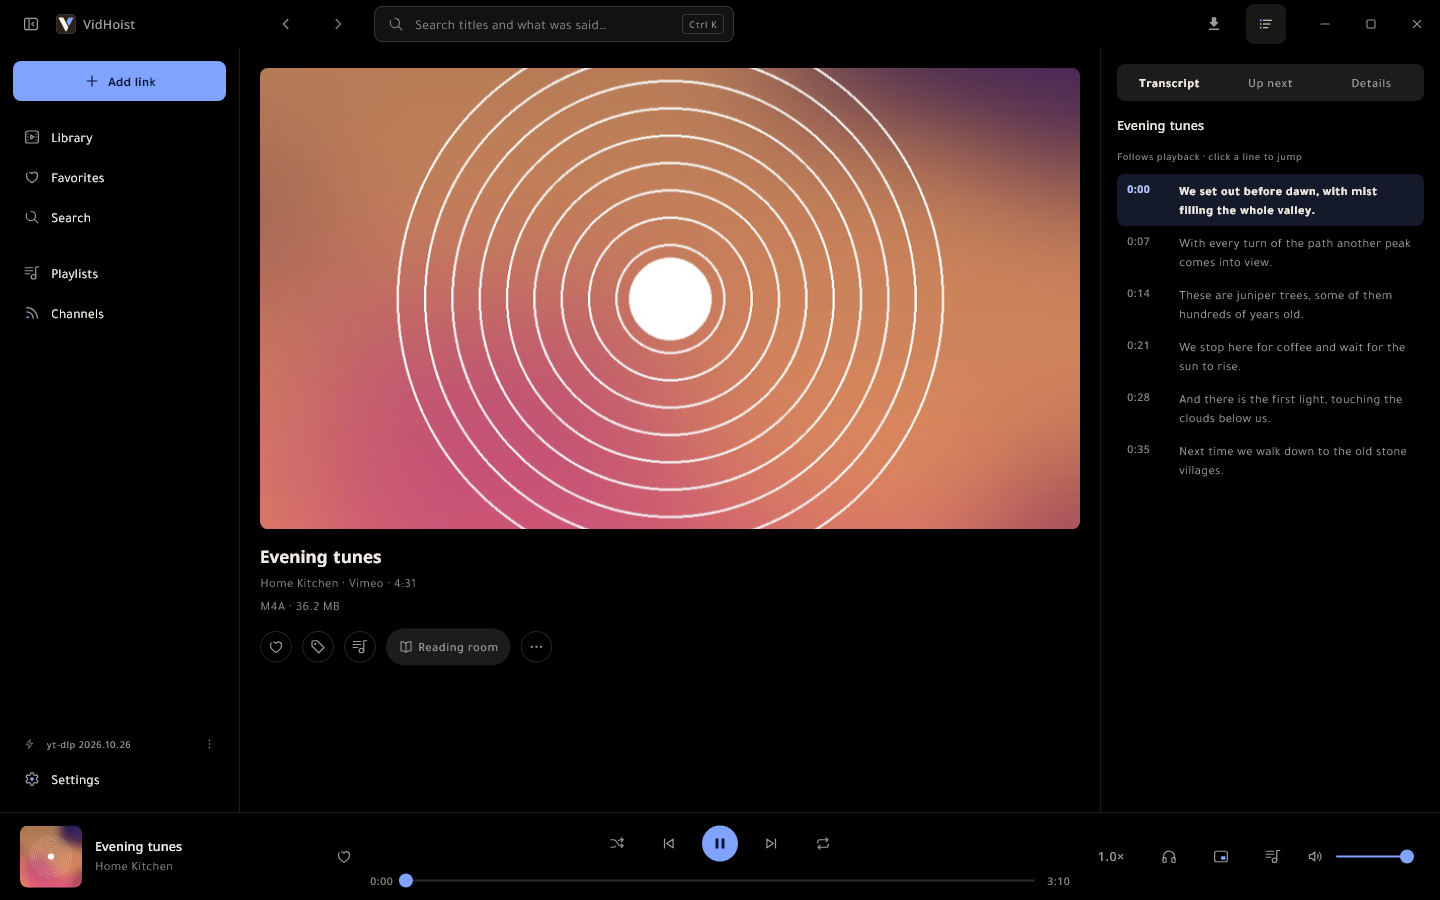 VidHoist
Search titles and what was said…
Ctrl K
Add link
Library
Favorites
Search
Playlists
Channels
yt-dlp 2026.10.26
Settings
Evening tunes
Home Kitchen · Vimeo · 4:31
M4A · 36.2 MB
Reading room
Transcript
Up next
Details
Evening tunes
Follows playback · click a line to jump
0:00
We set out before dawn, with mist
filling the whole valley.
0:07
With every turn of the path another peak
comes into view.
0:14
These are juniper trees, some of them
hundreds of years old.
0:21
We stop here for coffee and wait for the
sun to rise.
0:28
And there is the first light, touching the
clouds below us.
0:35
Next time we walk down to the old stone
villages.
Evening tunes
Home Kitchen
0:00
3:10
1.0×